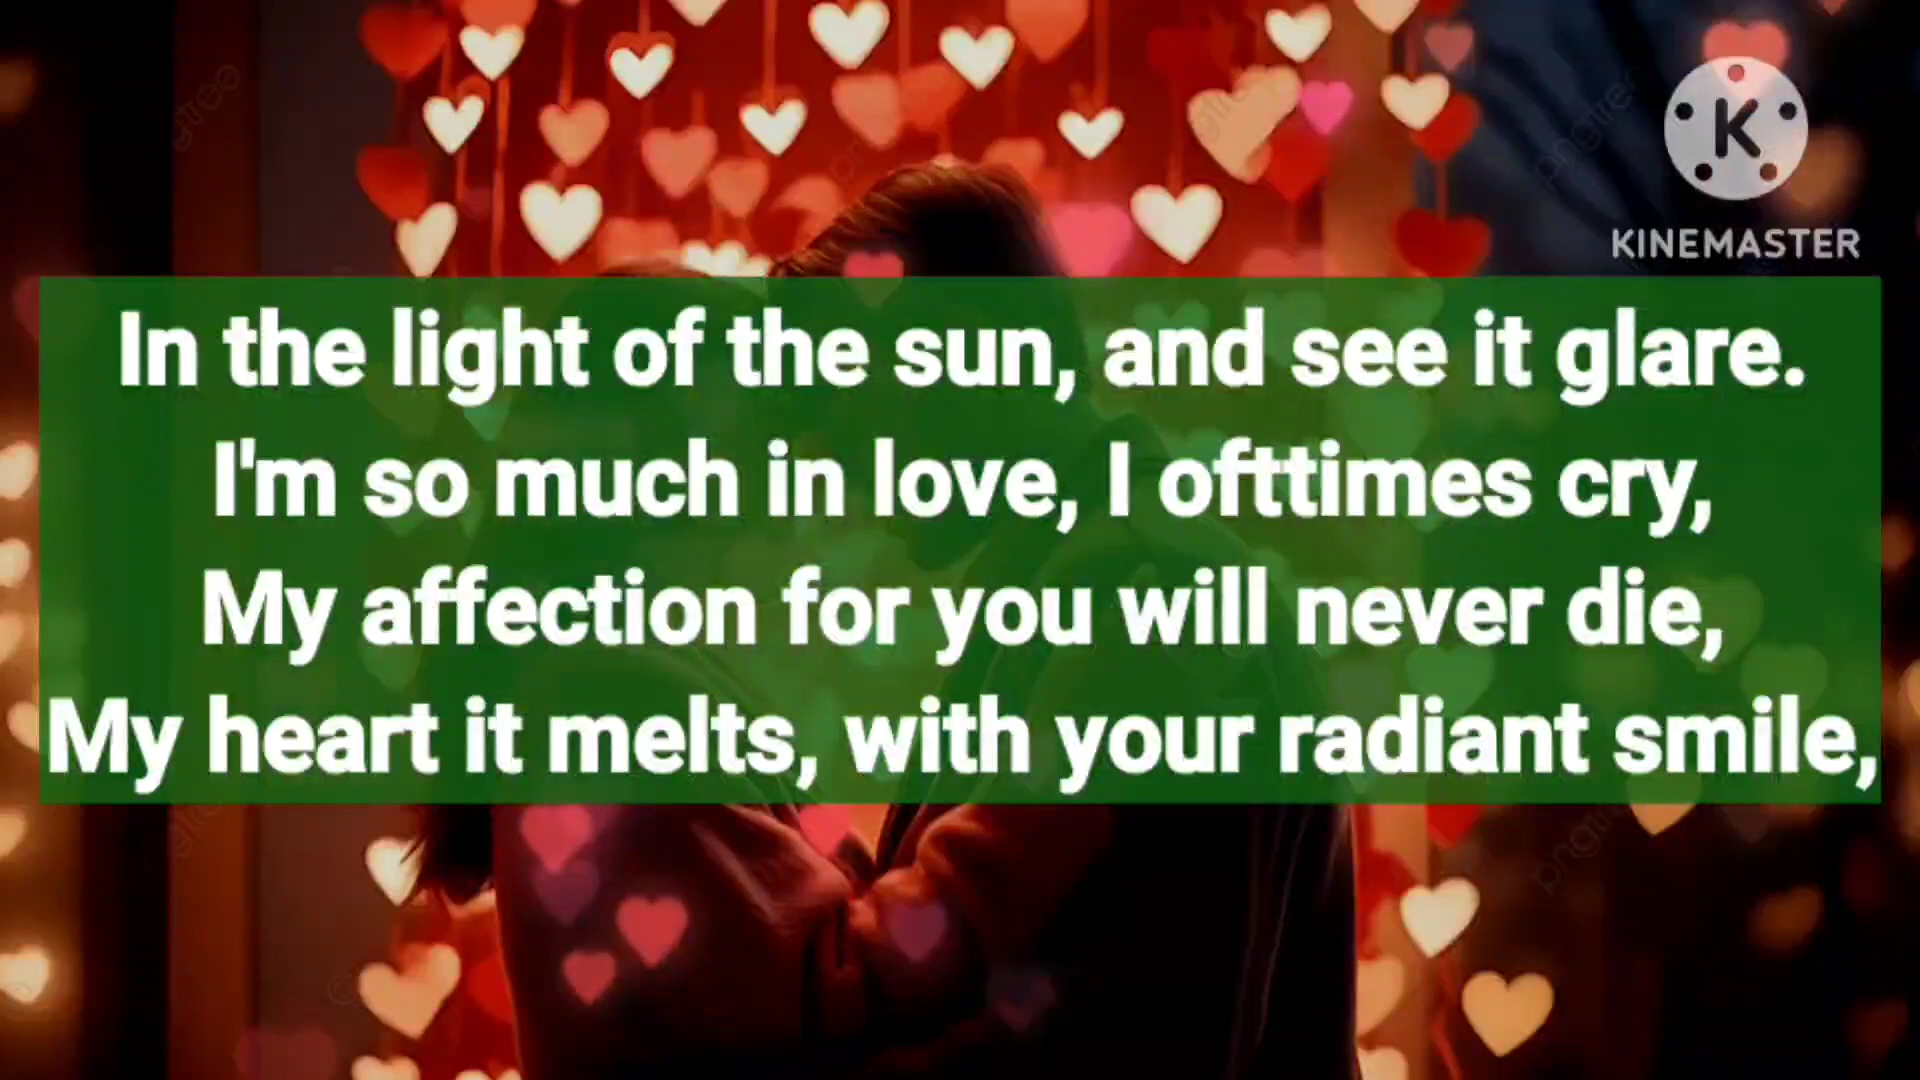 K
KINEMASTER
In the light of the sun, and see it glare.
I'm so much in love, I ofttimes cry,
My affection for you will never die,
My heart it melts, with your radiant smile,
pngtree